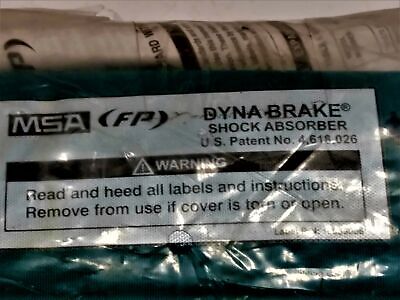 MSA (FP) DYNA-BRAKE®
SHOCK ABSORBER
U.S. Patent No. 4,618,026
WARNING
Read and heed all labels and instructions.
Remove from use if cover is torn or open.